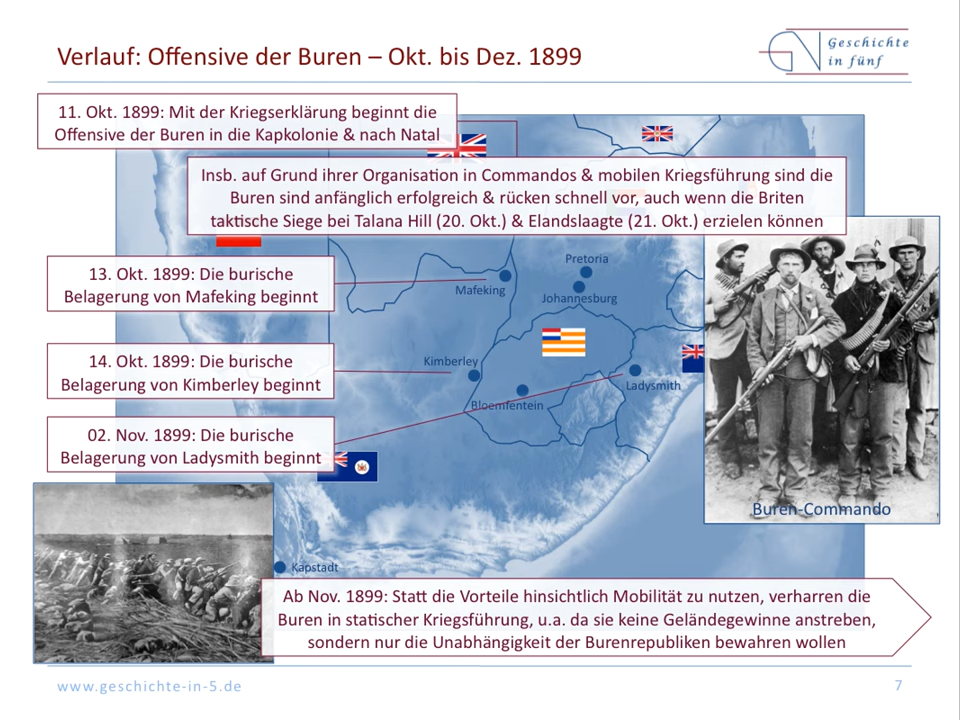 Verlauf: Offensive der Buren – Okt. bis Dez. 1899
Geschichte
in fünf
11. Okt. 1899: Mit der Kriegserklärung beginnt die
Offensive der Buren in die Kapkolonie & nach Natal
Insb. auf Grund ihrer Organisation in Commandos & mobilen Kriegsführung sind die
Buren sind anfänglich erfolgreich & rücken schnell vor, auch wenn die Briten
taktische Siege bei Talana Hill (20. Okt.) & Elandslaagte (21. Okt.) erzielen können
Pretoria
13. Okt. 1899: Die burische
Belagerung von Mafeking beginnt
Mafeking
Johannesburg
14. Okt. 1899: Die burische
Belagerung von Kimberley beginnt
Kimberley
Ladysmith
Bloemfentein
02. Nov. 1899: Die burische
Belagerung von Ladysmith beginnt
Buren-Commando
Kapstadt
Ab Nov. 1899: Statt die Vorteile hinsichtlich Mobilität zu nutzen, verharren die
Buren in statischer Kriegsführung, u.a. da sie keine Geländegewinne anstreben,
sondern nur die Unabhängigkeit der Burenrepubliken bewahren wollen
www.geschichte-in-5.de
7